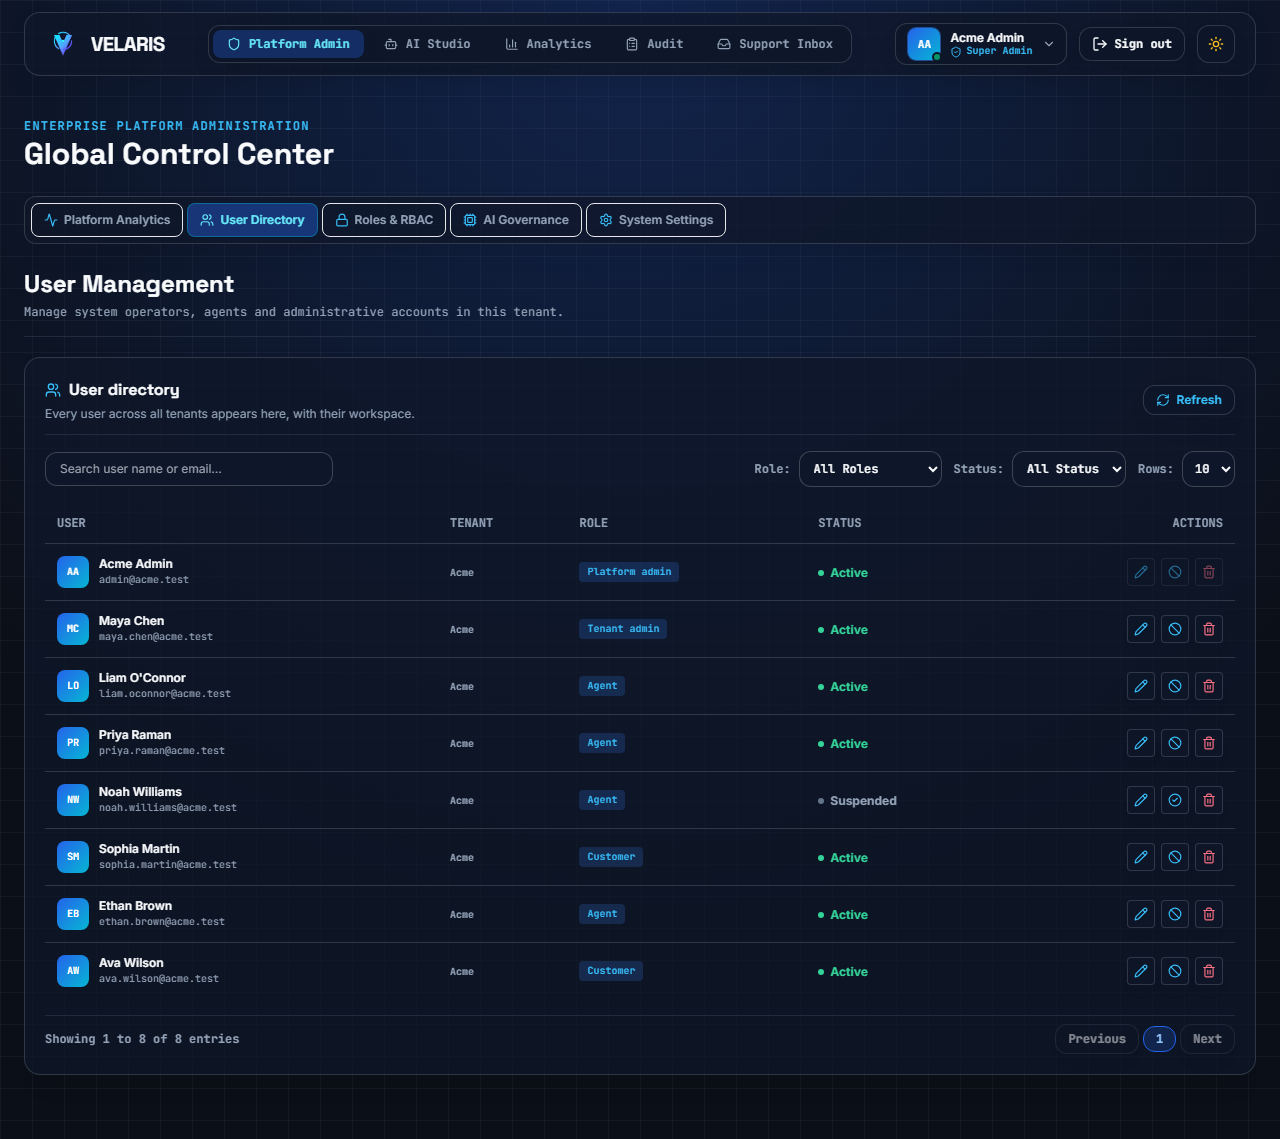 VELARIS
Platform Admin
AI Studio
Analytics
Audit
Support Inbox
AA
Acme Admin
Super Admin
Sign out
ENTERPRISE PLATFORM ADMINISTRATION
Global Control Center
Platform Analytics
User Directory
Roles & RBAC
AI Governance
System Settings
User Management
Manage system operators, agents and administrative accounts in this tenant.
User directory
Every user across all tenants appears here, with their workspace.
Refresh
Search user name or email...
Role: All Roles
Status: All Status
Rows: 10
USER TENANT ROLE STATUS ACTIONS
AA Acme Admin Acme Platform admin Active
admin@acme.test
MC Maya Chen Acme Tenant admin Active
maya.chen@acme.test
LO Liam O'Connor Acme Agent Active
liam.oconnor@acme.test
PR Priya Raman Acme Agent Active
priya.raman@acme.test
NW Noah Williams Acme Agent Suspended
noah.williams@acme.test
SM Sophia Martin Acme Customer Active
sophia.martin@acme.test
EB Ethan Brown Acme Agent Active
ethan.brown@acme.test
AW Ava Wilson Acme Customer Active
ava.wilson@acme.test
Showing 1 to 8 of 8 entries
Previous 1 Next